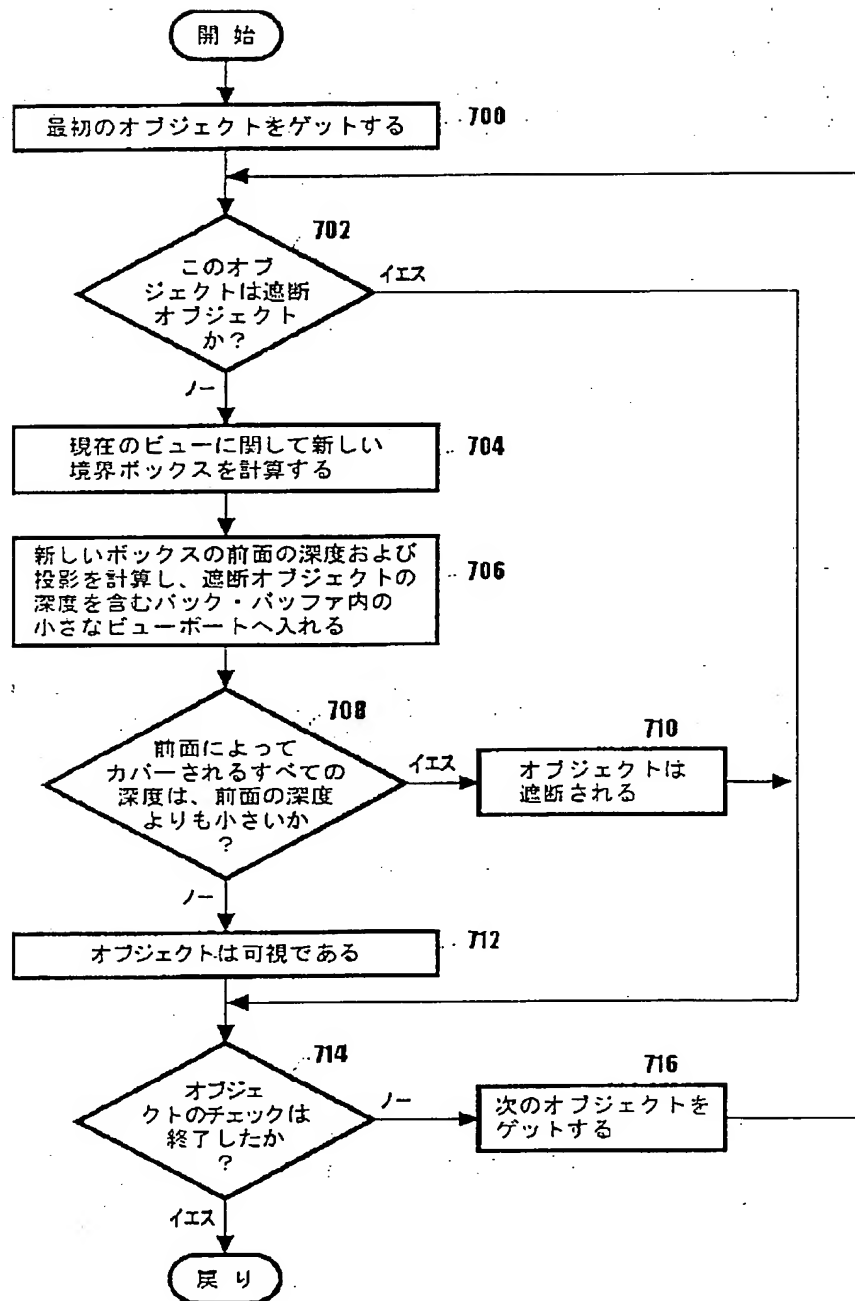 開始
最初のオブジェクトをゲットする
700
702
このオブ
ジェクトは遮断
オブジェクト
か?
イエス
ノー
現在のビューに関して新しい
境界ボックスを計算する
704
新しいボックスの前面の深度および
投影を計算し、遮断オブジェクトの
深度を含むバック・バッファ内の
小さなビューポートへ入れる
706
708
前面によって
カバーされるすべての
深度は、前面の深度
よりも小さいか
?
イエス
710
オブジェクトは
遮断される
ノー
オブジェクトは可視である
712
714
オブジェ
クトのチェックは
終了したか
?
ノー
716
次のオブジェクトを
ゲットする
イエス
戻り